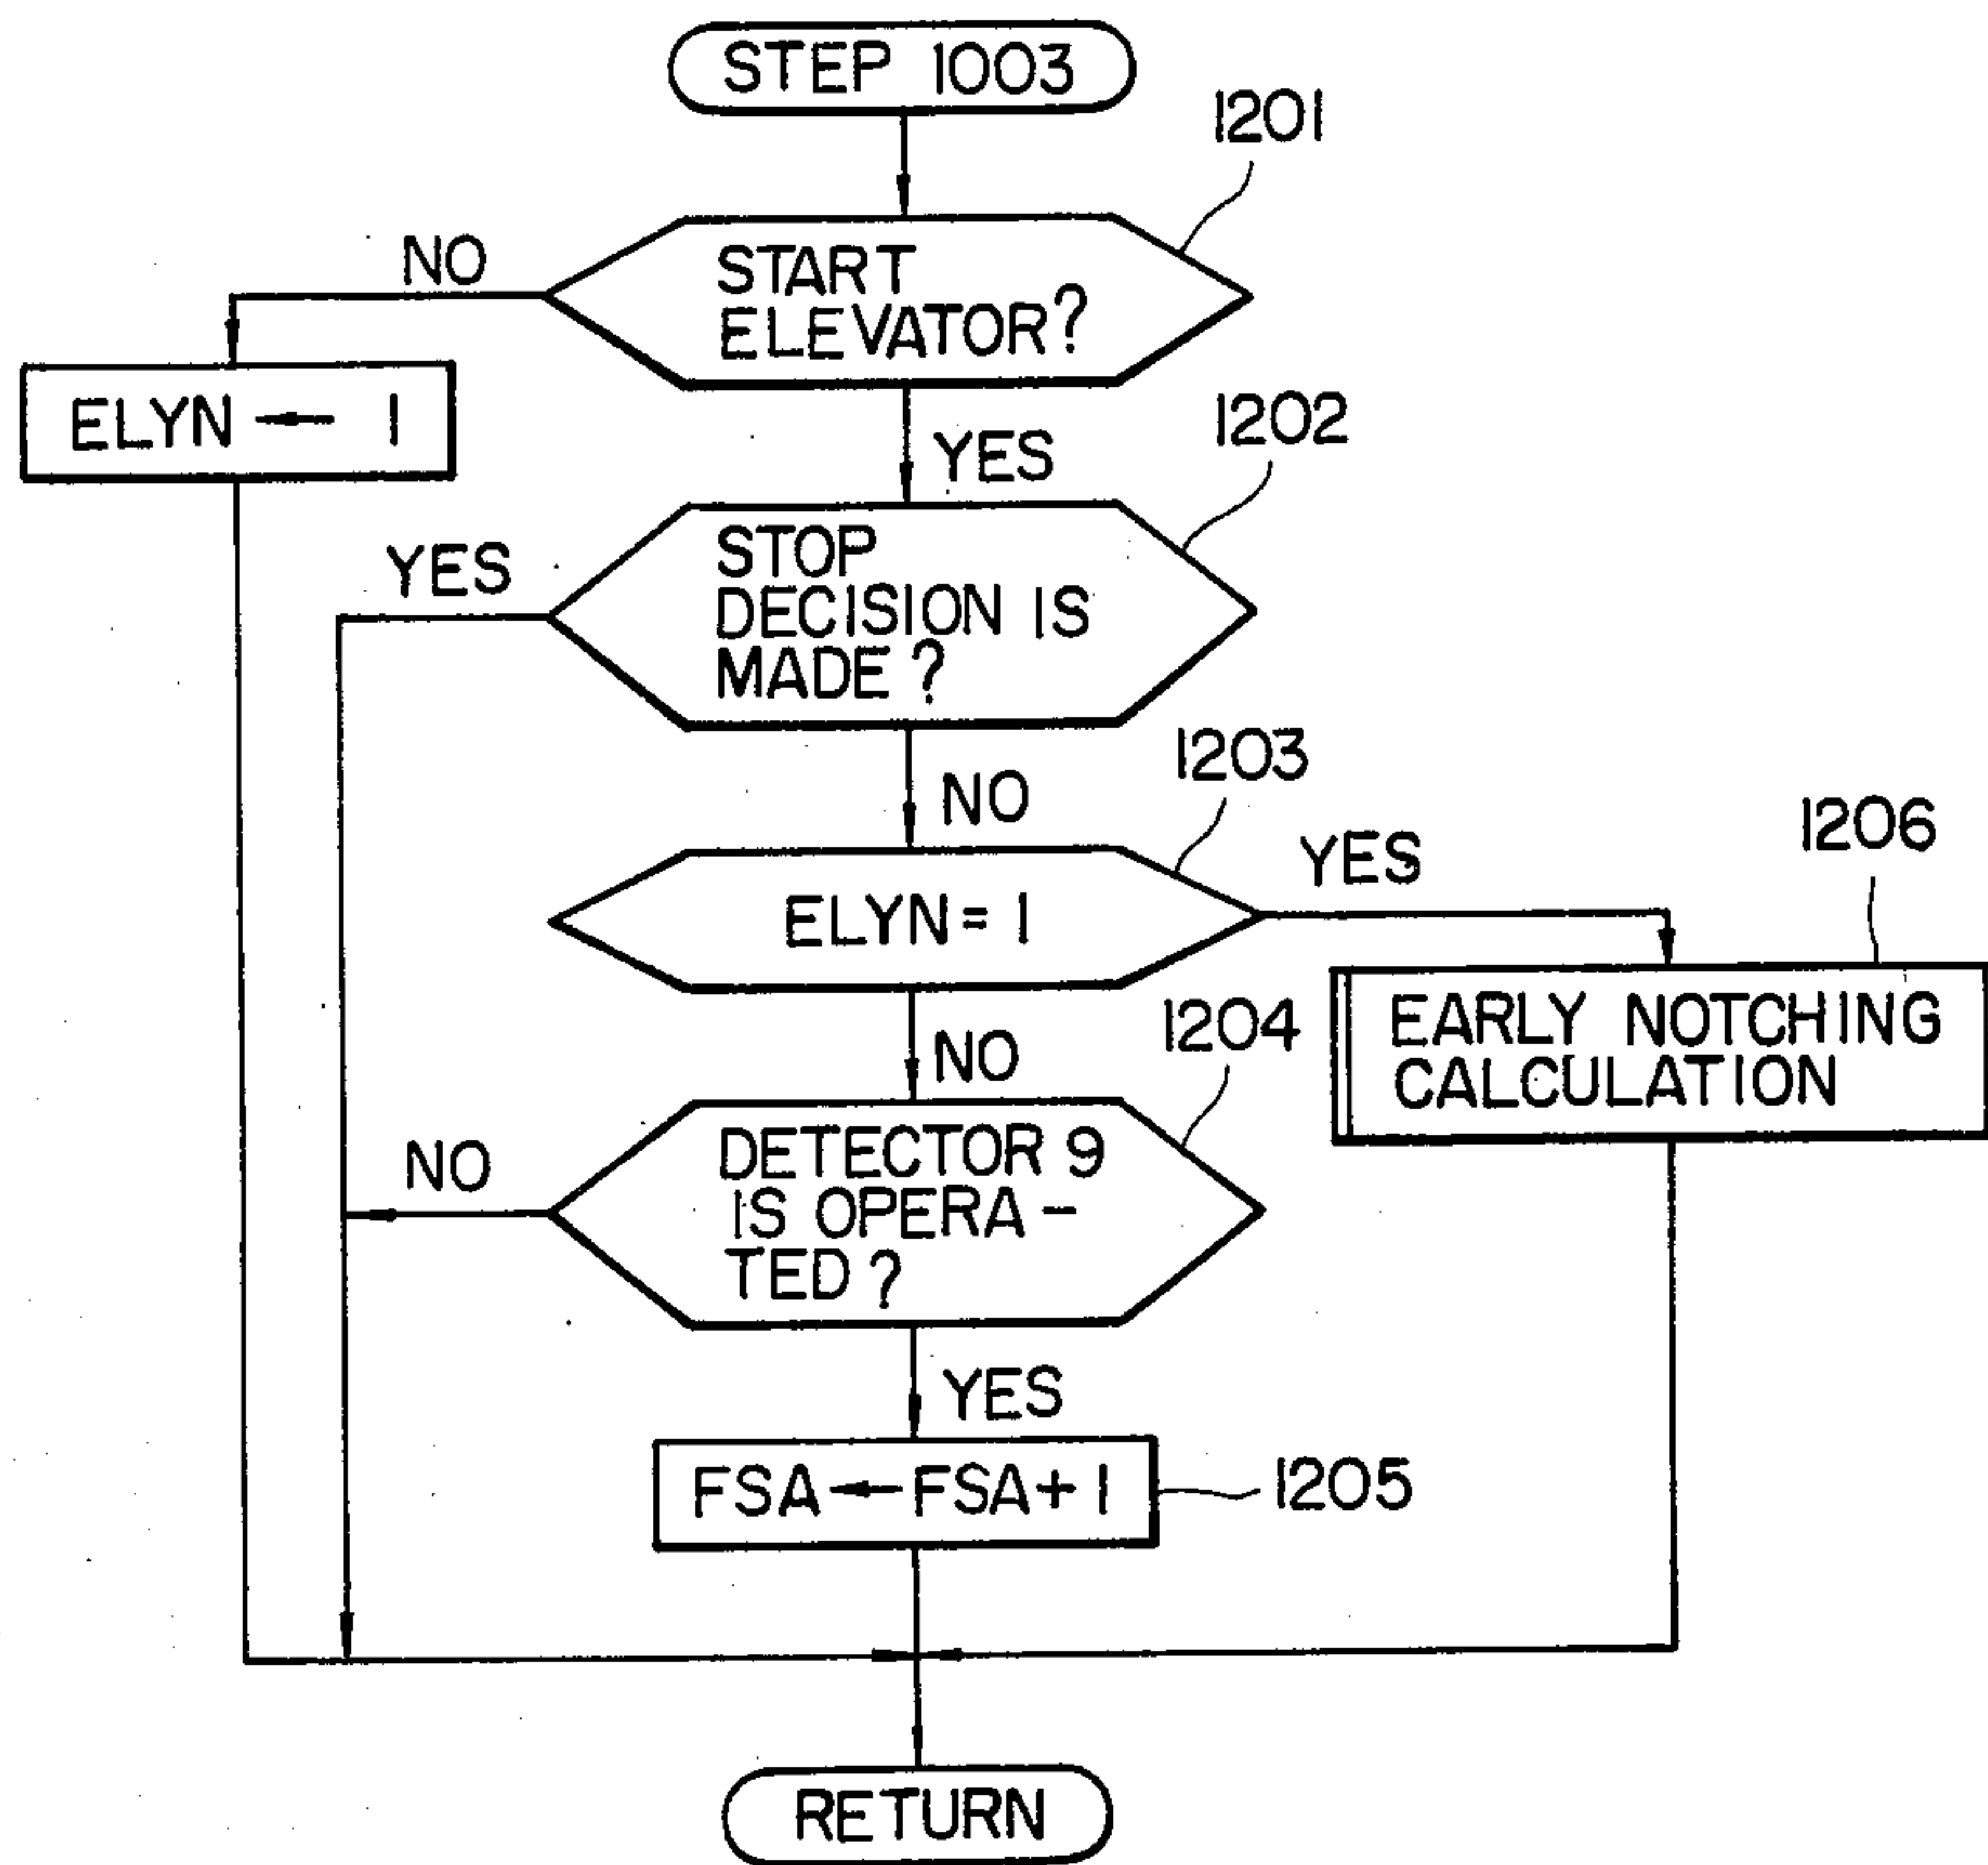 STEP 1003
1201
NO
START
ELEVATOR?
ELYN ← 1
YES
1202
YES
STOP
DECISION IS
MADE ?
NO
1203
YES
1206
ELYN = 1
EARLY NOTCHING
CALCULATION
NO
1204
NO
DETECTOR 9
IS OPERA -
TED ?
YES
FSA ← FSA + 1
1205
RETURN